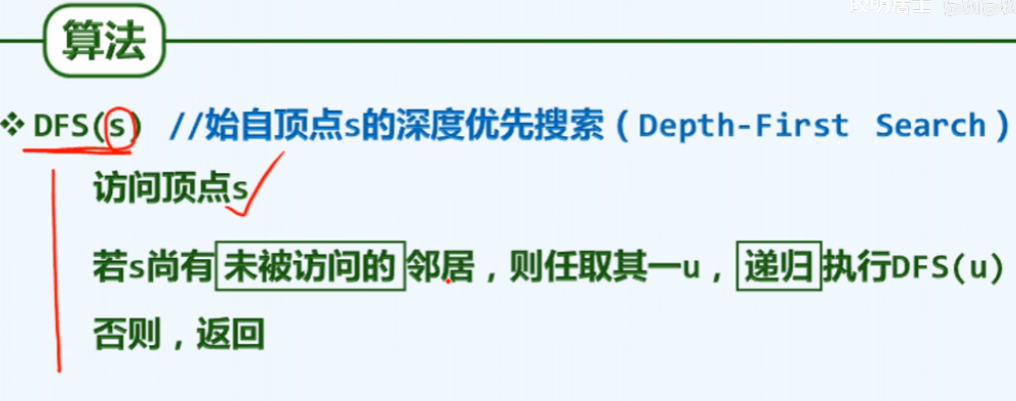 算法
❖ DFS(s) //始自顶点s的深度优先搜索（Depth-First Search）
访问顶点s
若s尚有未被访问的邻居，则任取其一u，递归执行DFS(u)
否则，返回